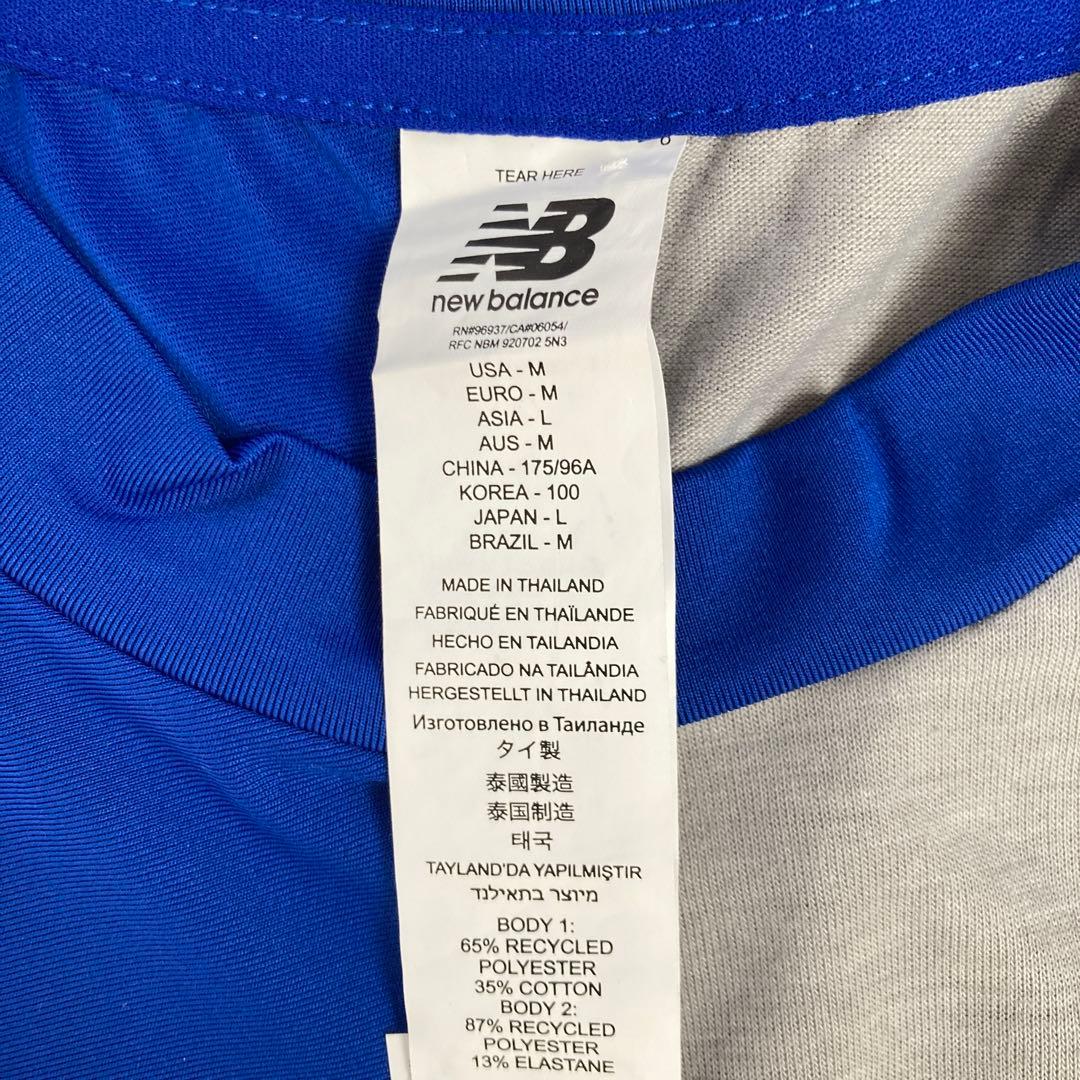 TEAR HERE
NB
new balance
RN#96937/CA#06054/
RFC NBM 920702 5N3
USA - M
EURO - M
ASIA - L
AUS - M
CHINA - 175/96A
KOREA - 100
JAPAN - L
BRAZIL - M
MADE IN THAILAND
FABRIQUÉ EN THAÏLANDE
HECHO EN TAILANDIA
FABRICADO NA TAILÂNDIA
HERGESTELLT IN THAILAND
Изготовлено в Таиланде
タイ製
泰國製造
泰国制造
태국
TAYLAND'DA YAPILMIŞTIR
מיוצר בתאילנד
BODY 1:
65% RECYCLED
POLYESTER
35% COTTON
BODY 2:
87% RECYCLED
POLYESTER
13% ELASTANE